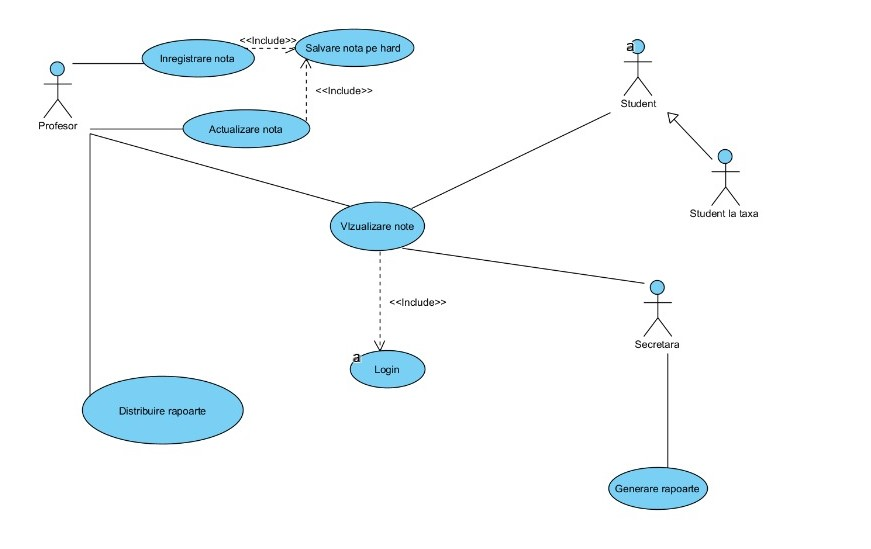 <<Include>>
Inregistrare nota
Salvare nota pe hard
a
<<Include>>
Student
Profesor
Actualizare nota
Student la taxa
VIzualizare note
<<Include>>
Secretara
a
Login
Distribuire rapoarte
Generare rapoarte